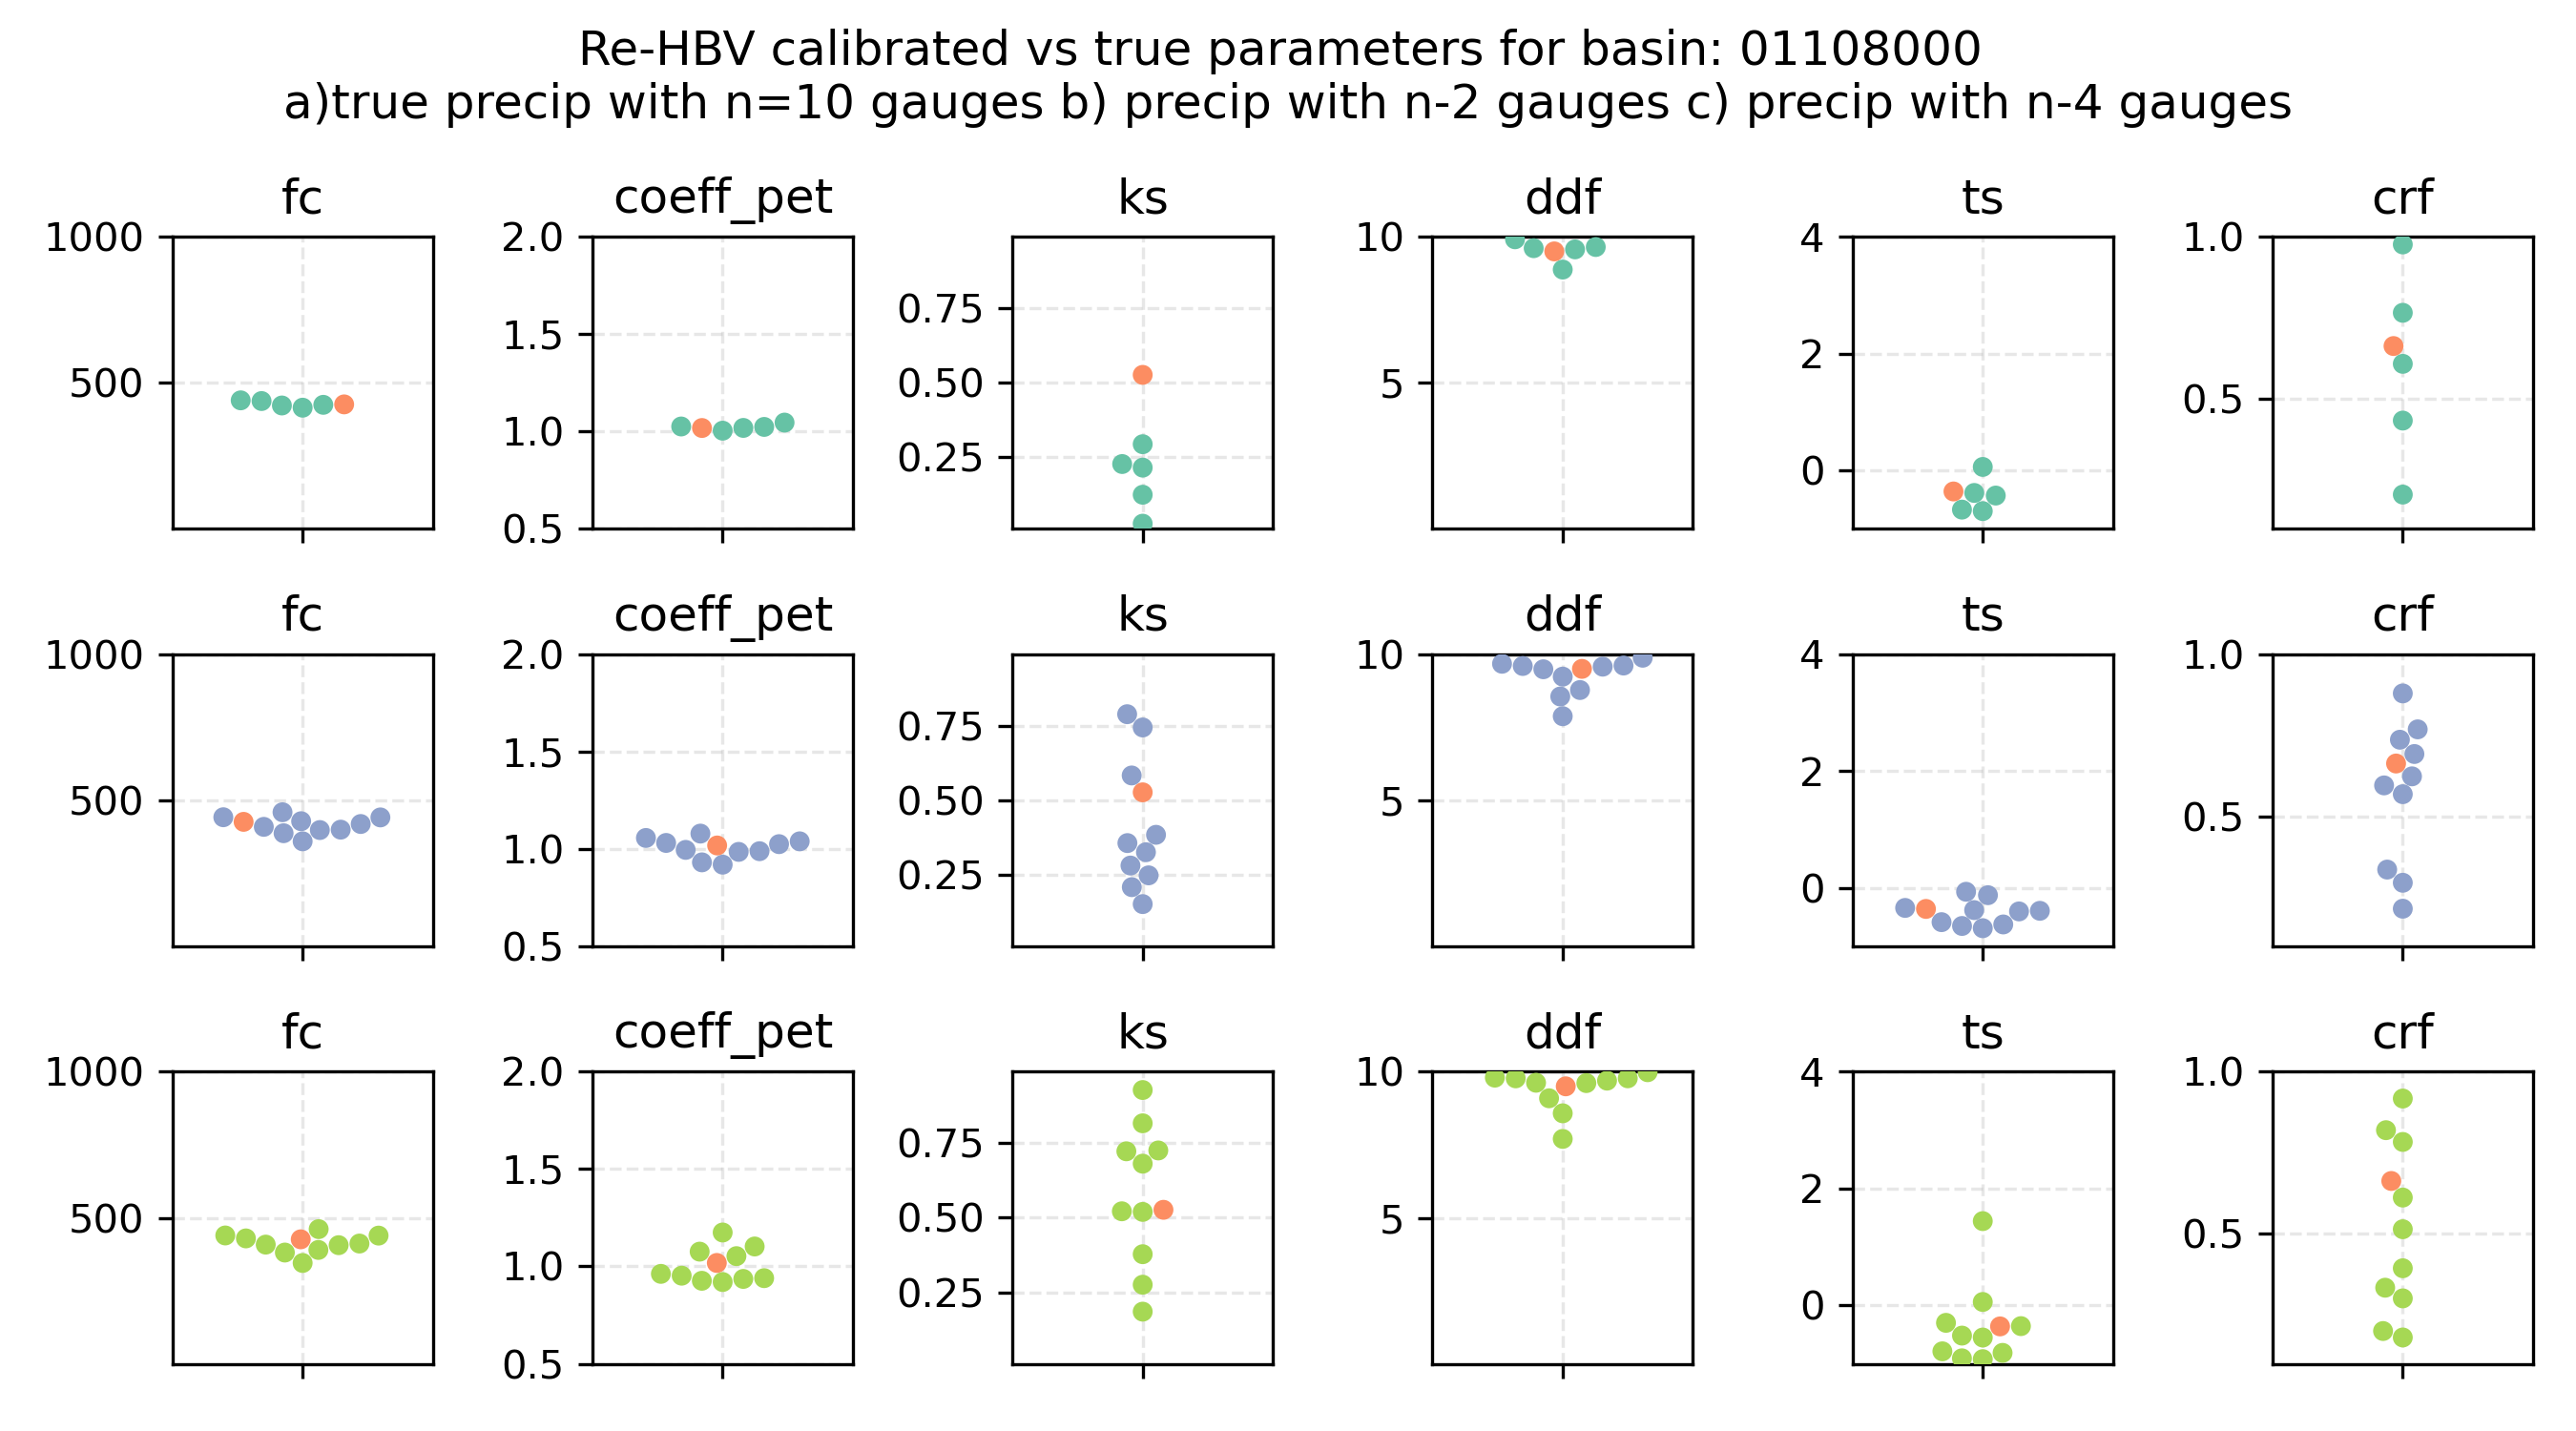 Re-HBV calibrated vs true parameters for basin: 01108000
a)true precip with n=10 gauges b) precip with n-2 gauges c) precip with n-4 gauges
fc coeff_pet ks ddf ts crf
1000 2.0 10 4 1.0
1.5 0.75
500 0.50 5 2 0.5
1.0 0.25 0
0.5
fc coeff_pet ks ddf ts crf
1000 2.0 10 4 1.0
1.5 0.75
500 0.50 5 2 0.5
1.0 0.25 0
0.5
fc coeff_pet ks ddf ts crf
1000 2.0 10 4 1.0
1.5 0.75
500 0.50 5 2 0.5
1.0 0.25 0
0.5